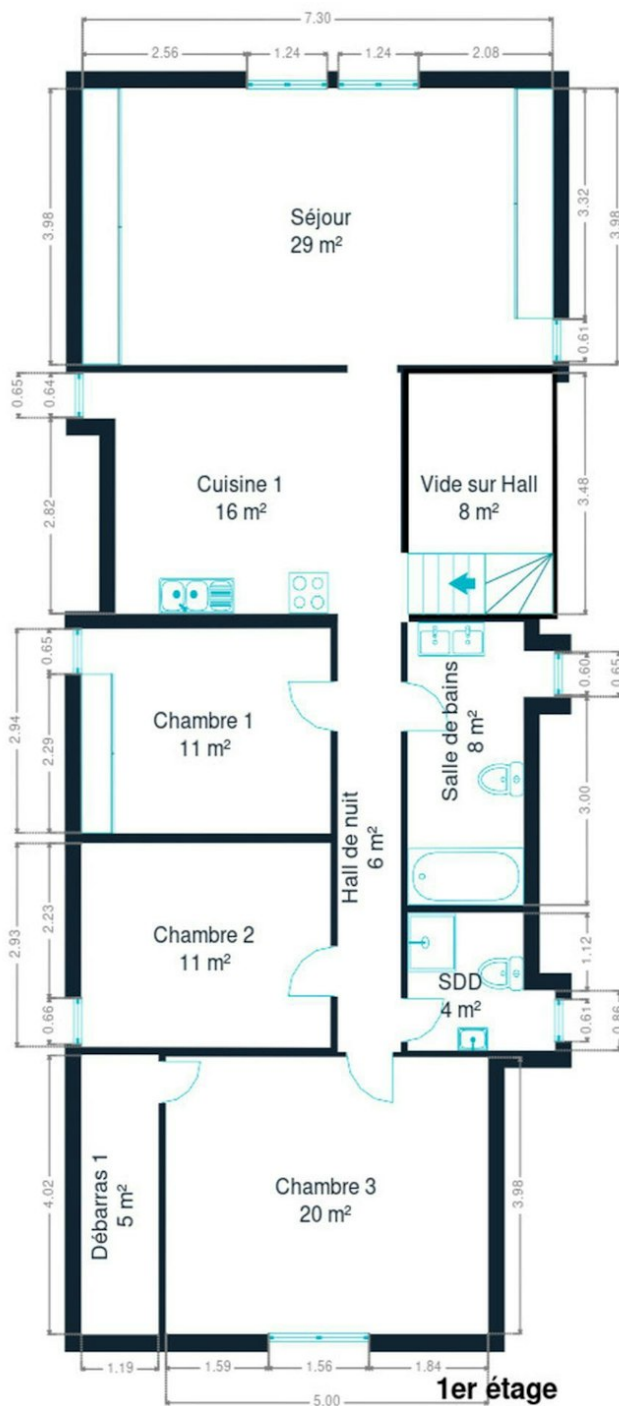 7.30
2.56
1.24
1.24
2.08
3.98
3.32
3.98
Séjour
29 m²
0.61
0.65
0.64
2.82
Cuisine 1
16 m²
Vide sur Hall
8 m²
3.48
0.65
2.94
2.29
Chambre 1
11 m²
Hall de nuit
6 m²
Salle de bains
8 m²
0.60
0.65
3.00
2.93
2.23
0.66
Chambre 2
11 m²
SDD
4 m²
1.12
0.61
0.86
4.02
Débarras 1
5 m²
Chambre 3
20 m²
3.98
1.19
1.59
1.56
1.84
5.00
1er étage